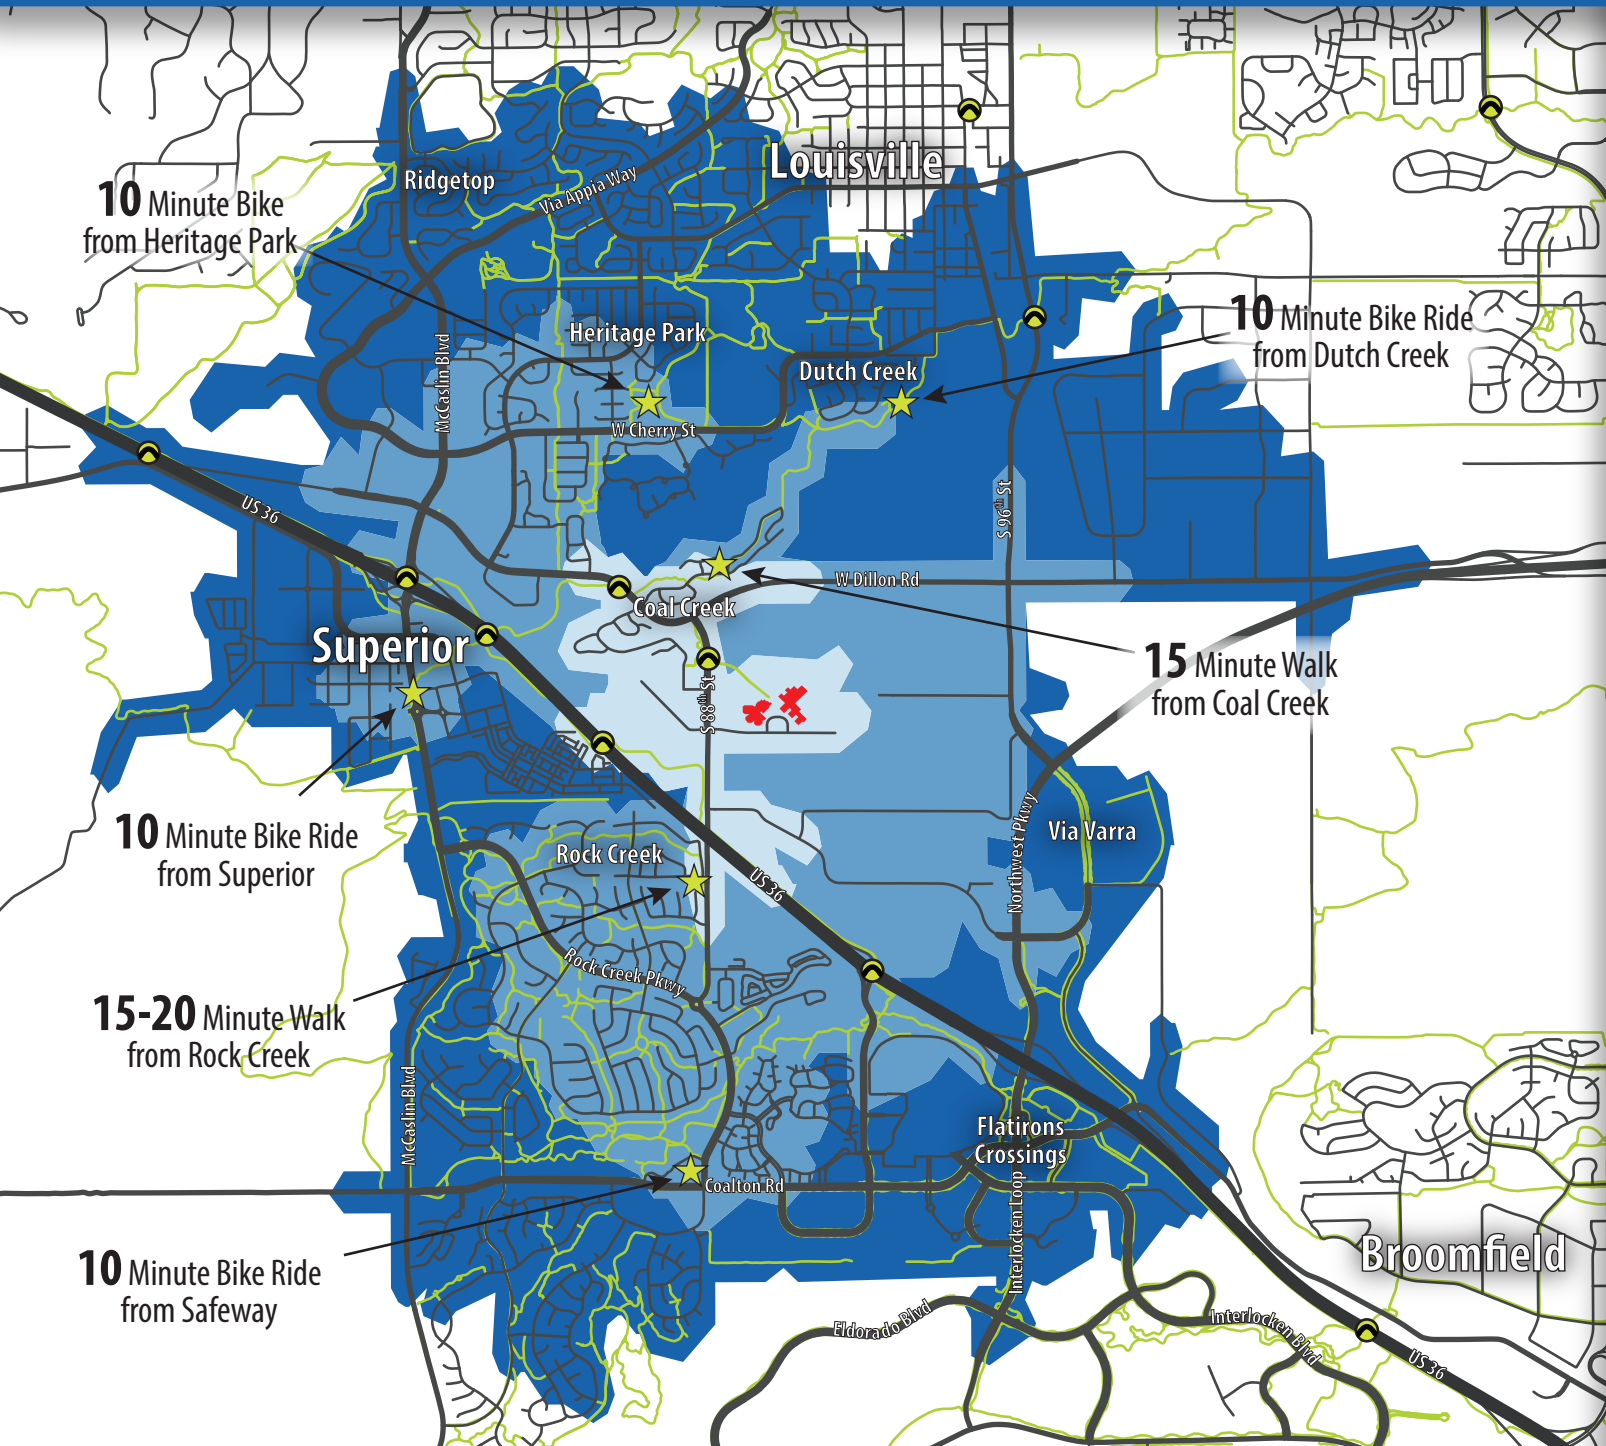 Louisville
Ridgetop
Via Appia Way
10 Minute Bike
from Heritage Park
10 Minute Bike Ride
from Dutch Creek
Heritage Park
McCaslin Blvd
Dutch Creek
W Cherry St
US 36
S 96th St
W Dillon Rd
Coal Creek
Superior
15 Minute Walk
from Coal Creek
S 88th St
10 Minute Bike Ride
from Superior
Northwest Pkwy
Via Varra
Rock Creek
US 36
Rock Creek Pkwy
15-20 Minute Walk
from Rock Creek
McCaslin Blvd
Flatirons
Crossings
Coalton Rd
Interlocken Loop
10 Minute Bike Ride
from Safeway
Broomfield
Eldorado Blvd
Interlocken Blvd
US 36